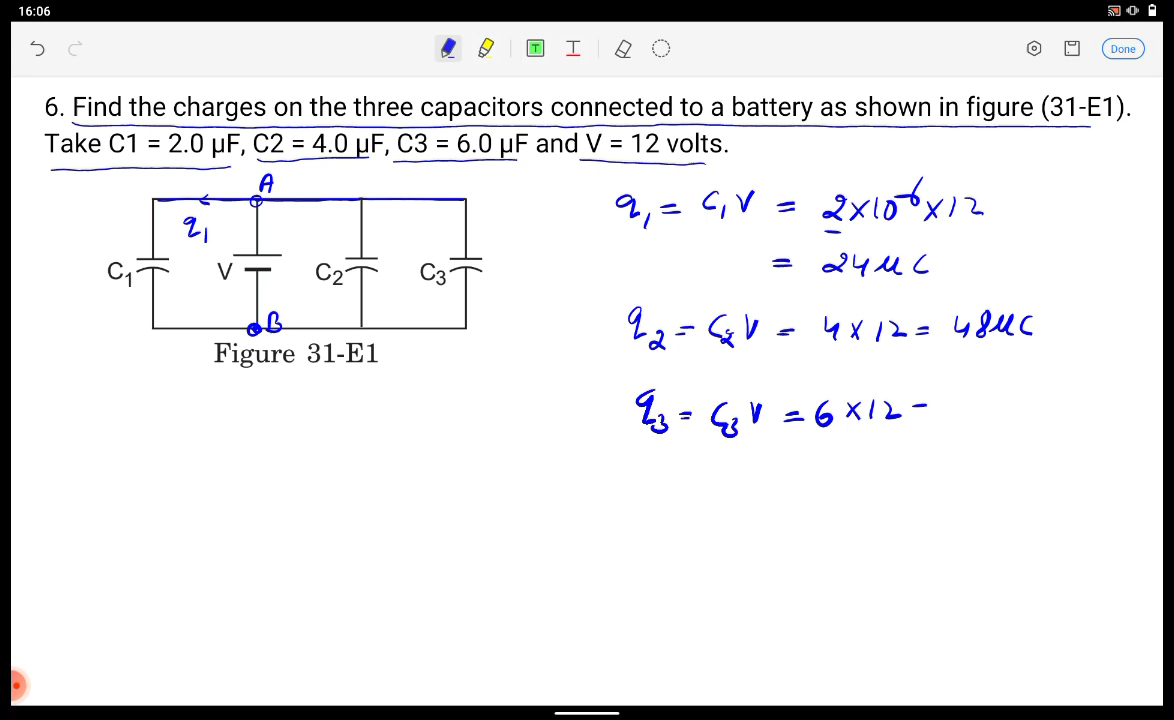 16:06
T T Done
6. Find the charges on the three capacitors connected to a battery as shown in figure (31-E1).
Take C1 = 2.0 μF, C2 = 4.0 μF, C3 = 6.0 μF and V = 12 volts.
A
q₁
C₁ V C₂ C₃
B
Figure 31-E1
q₁ = C₁V = 2×10⁻⁶×12
= 24μC
q₂ = C₂V = 4×12 = 48μC
q₃ = C₃V = 6×12 -